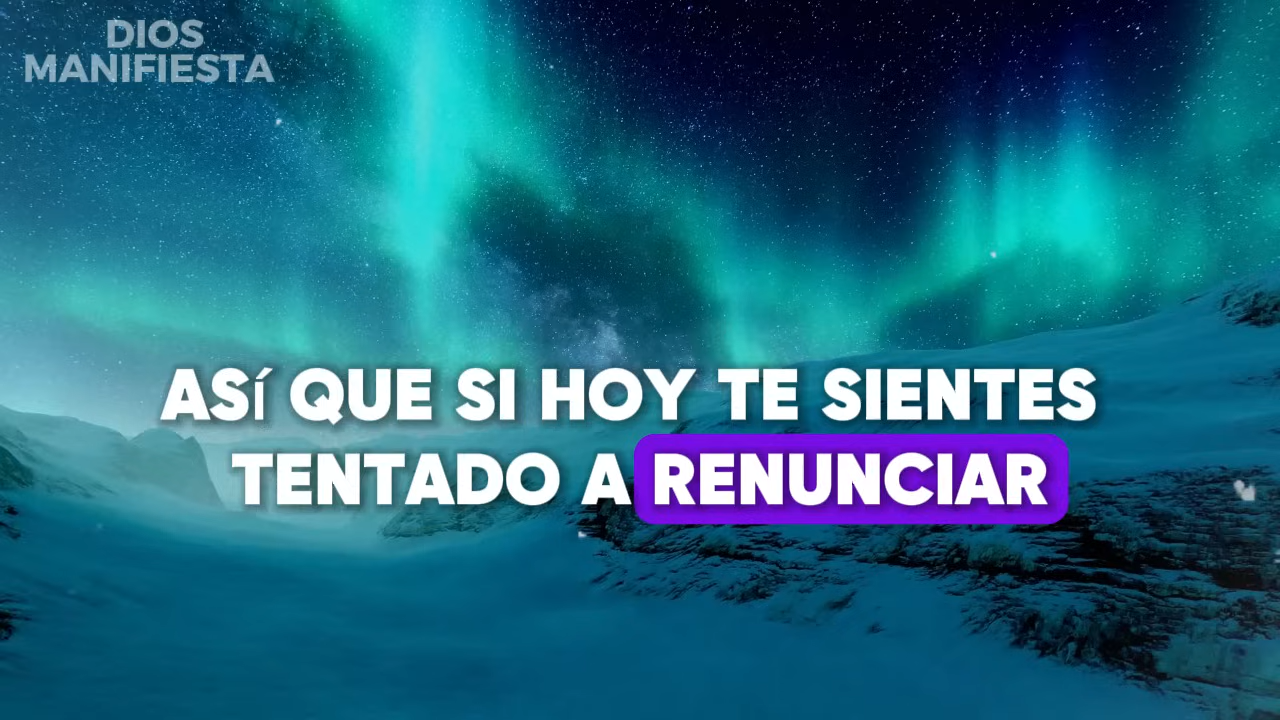 DIOS
MANIFIESTA
ASí QUE SI HOY TE SIENTES
TENTADO A RENUNCIAR